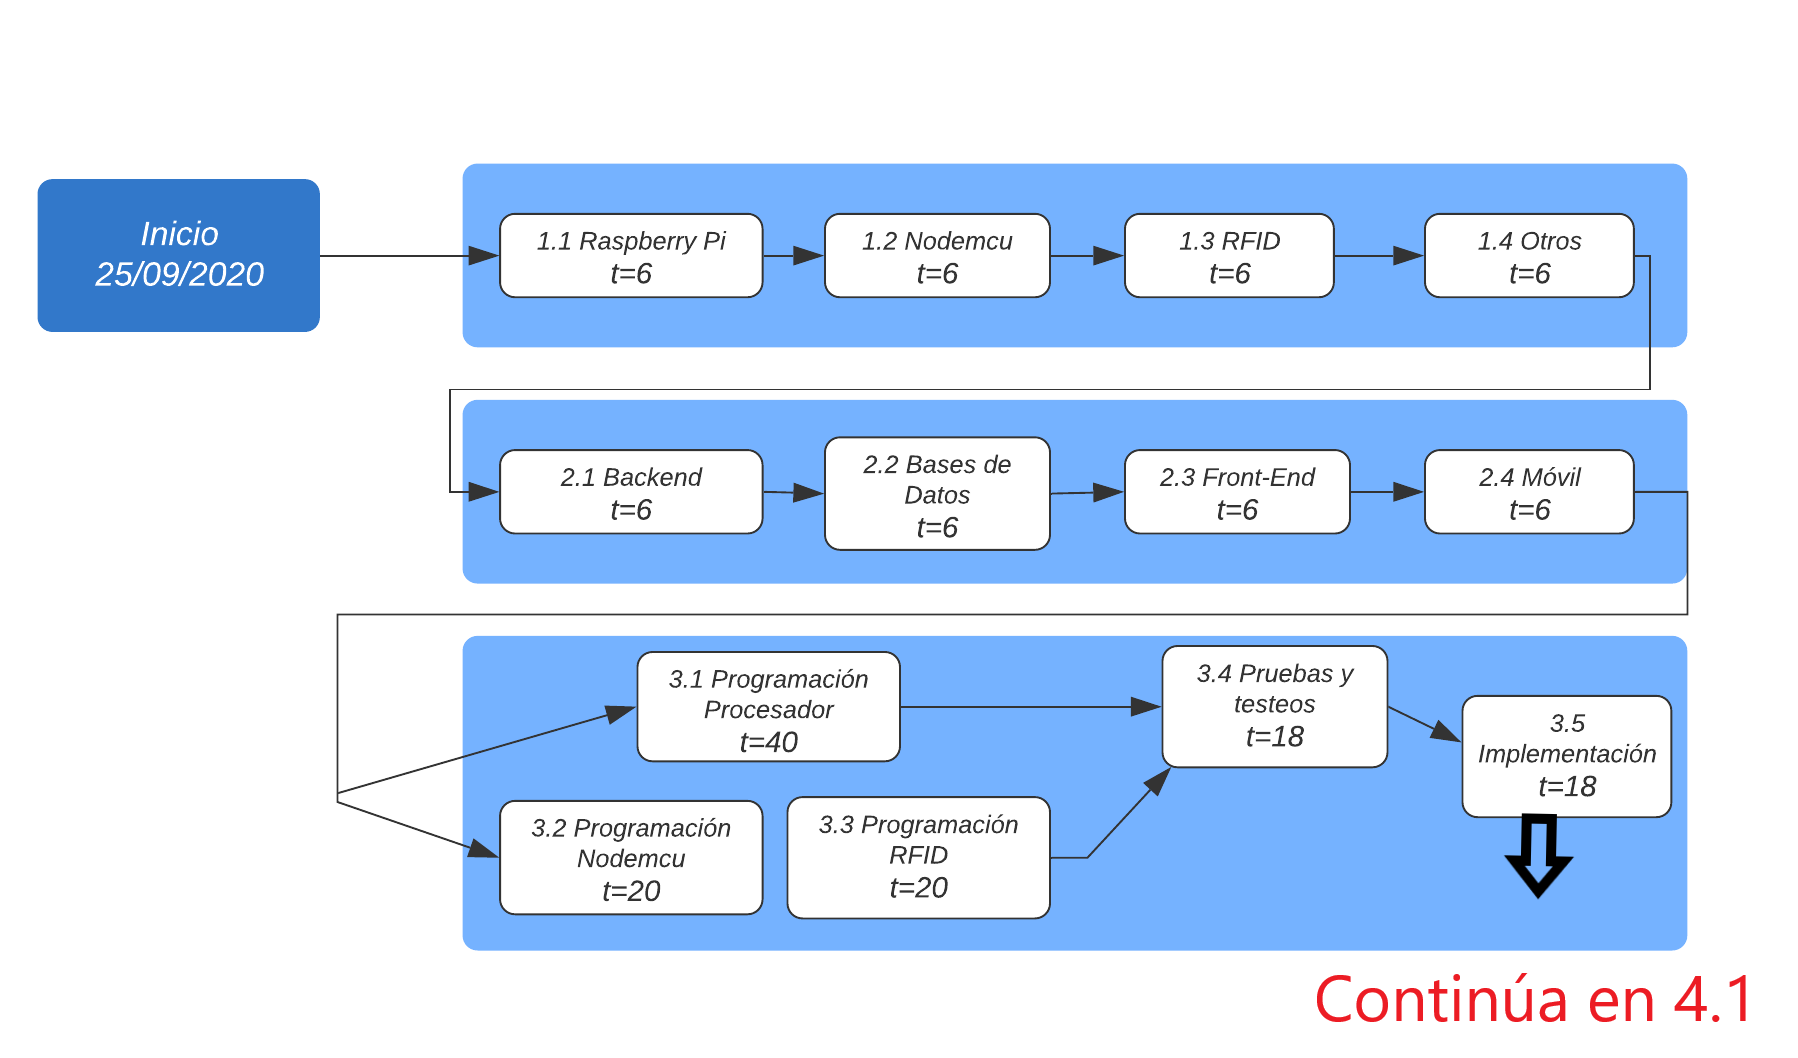 Inicio
25/09/2020
1.1 Raspberry Pi
t=6
1.2 Nodemcu
t=6
1.3 RFID
t=6
1.4 Otros
t=6
2.1 Backend
t=6
2.2 Bases de
Datos
t=6
2.3 Front-End
t=6
2.4 Móvil
t=6
3.1 Programación
Procesador
t=40
3.2 Programación
Nodemcu
t=20
3.3 Programación
RFID
t=20
3.4 Pruebas y
testeos
t=18
3.5
Implementación
t=18
Continúa en 4.1